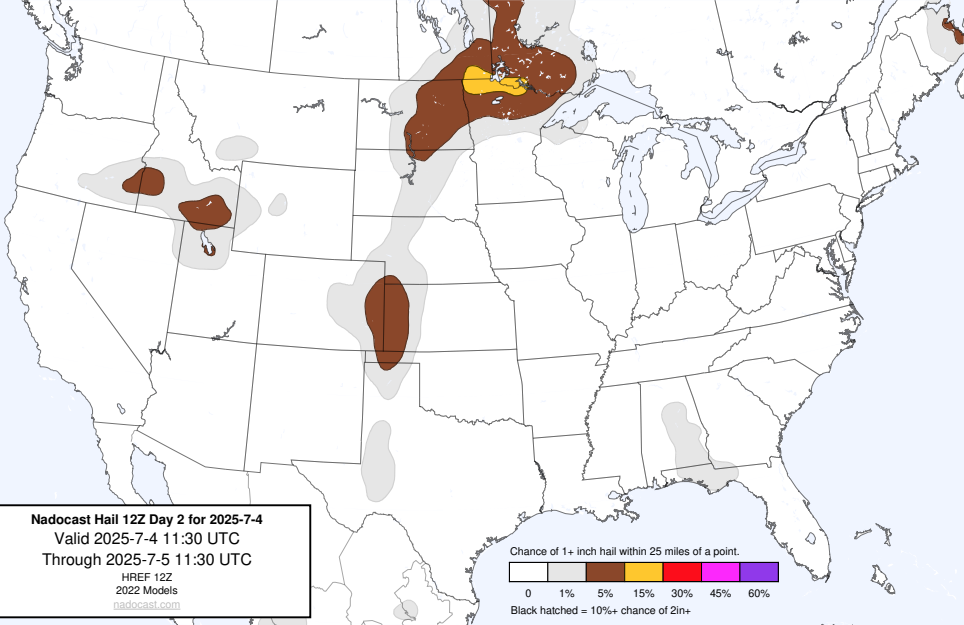 Nadocast Hail 12Z Day 2 for 2025-7-4
Valid 2025-7-4 11:30 UTC
Through 2025-7-5 11:30 UTC
HREF 12Z
2022 Models
nadocast.com
Chance of 1+ inch hail within 25 miles of a point.
0 1% 5% 15% 30% 45% 60%
Black hatched = 10%+ chance of 2in+